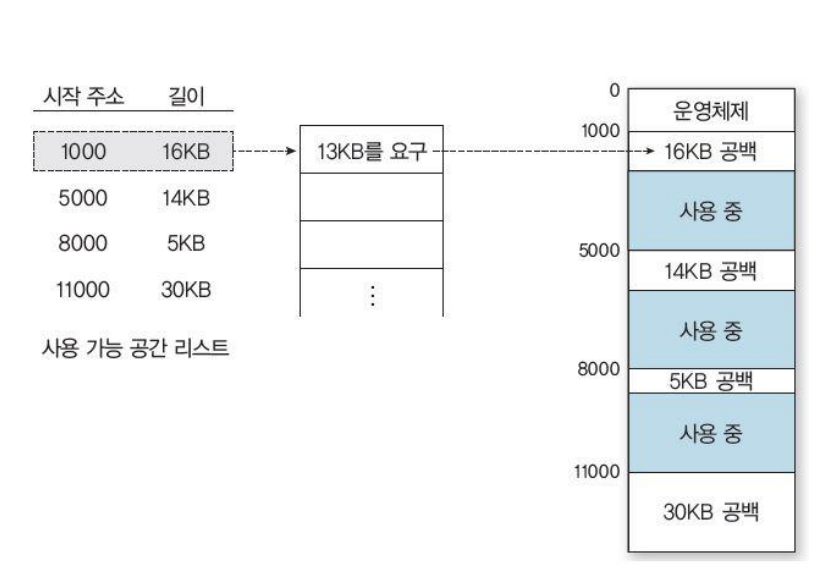 시작 주소 길이
1000 16KB
5000 14KB
8000 5KB
11000 30KB
사용 가능 공간 리스트
13KB를 요구
⋮
0
운영체제
1000
16KB 공백
사용 중
5000
14KB 공백
사용 중
8000
5KB 공백
사용 중
11000
30KB 공백